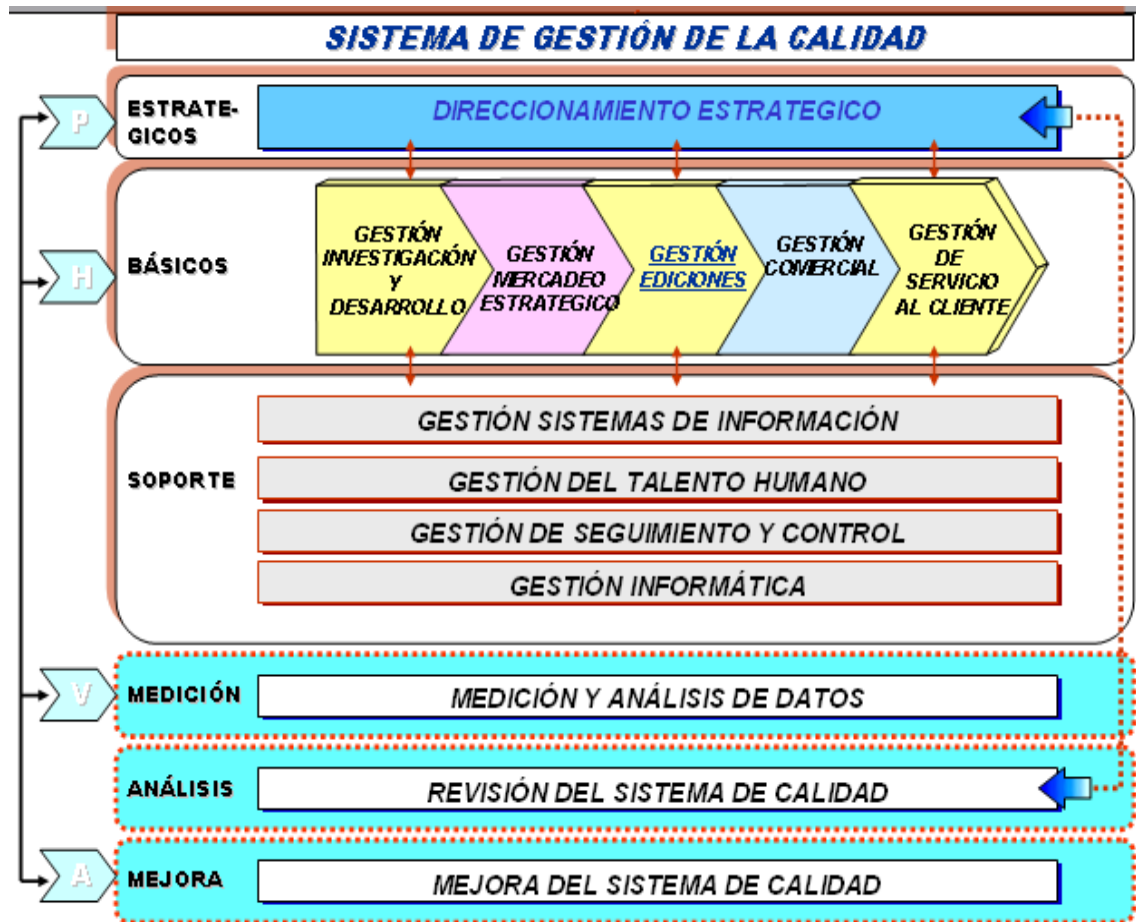 SISTEMA DE GESTIÓN DE LA CALIDAD
P
ESTRATE-
GICOS
DIRECCIONAMIENTO ESTRATEGICO
H
BÁSICOS
GESTIÓN
INVESTIGACIÓN
Y
DESARROLLO
GESTIÓN
MERCADEO
ESTRATEGICO
GESTIÓN
EDICIONES
GESTIÓN
COMERCIAL
GESTIÓN
DE
SERVICIO
AL CLIENTE
SOPORTE
GESTIÓN SISTEMAS DE INFORMACIÓN
GESTIÓN DEL TALENTO HUMANO
GESTIÓN DE SEGUIMIENTO Y CONTROL
GESTIÓN INFORMÁTICA
V
MEDICIÓN
MEDICIÓN Y ANÁLISIS DE DATOS
ANÁLISIS
REVISIÓN DEL SISTEMA DE CALIDAD
A
MEJORA
MEJORA DEL SISTEMA DE CALIDAD